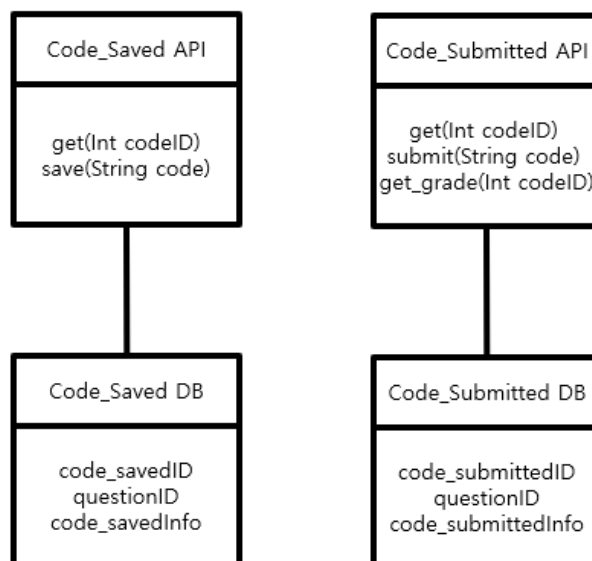 Code_Saved API
get(Int codeID)
save(String code)
Code_Submitted API
get(Int codeID)
submit(String code)
get_grade(Int codeID)
Code_Saved DB
code_savedID
questionID
code_savedInfo
Code_Submitted DB
code_submittedID
questionID
code_submittedInfo